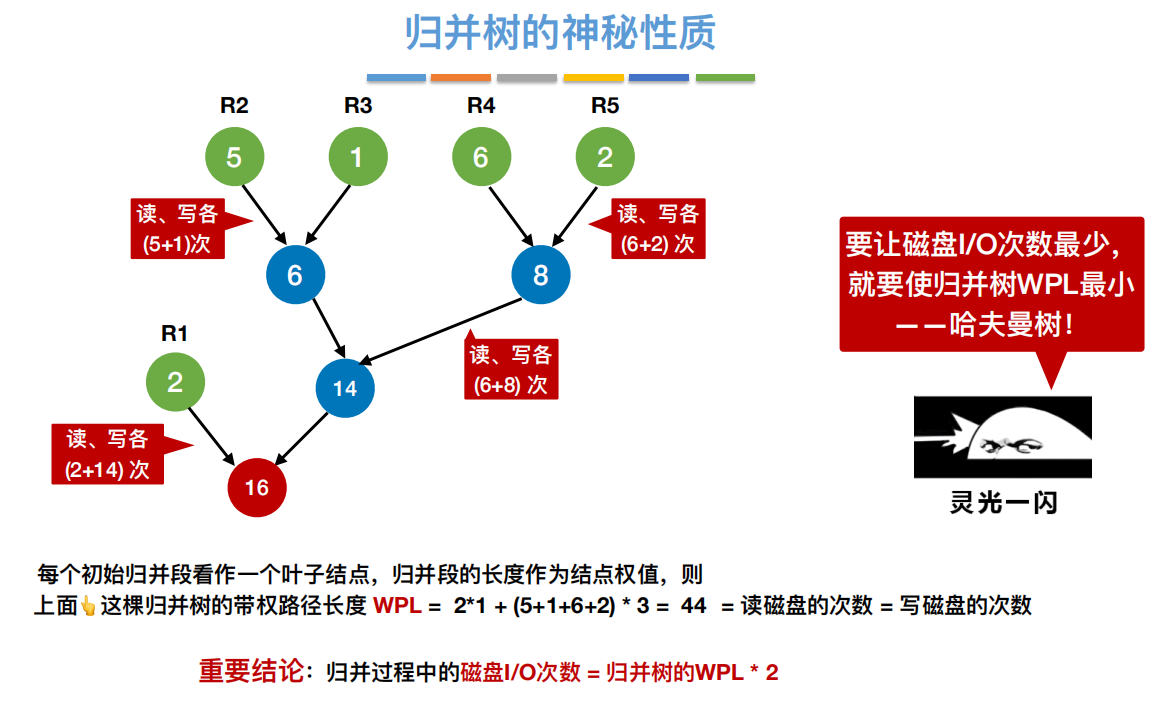 归并树的神秘性质
R2
R3
R4
R5
5
1
6
2
读、写各
(5+1)次
读、写各
(6+2) 次
6
8
要让磁盘I/O次数最少，
就要使归并树WPL最小
——哈夫曼树！
R1
读、写各
(6+8) 次
2
14
读、写各
(2+14) 次
16
灵光一闪
每个初始归并段看作一个叶子结点，归并段的长度作为结点权值，则
上面👆这棵归并树的带权路径长度 WPL = 2*1 + (5+1+6+2) * 3 = 44 = 读磁盘的次数 = 写磁盘的次数
重要结论：归并过程中的磁盘I/O次数 = 归并树的WPL * 2